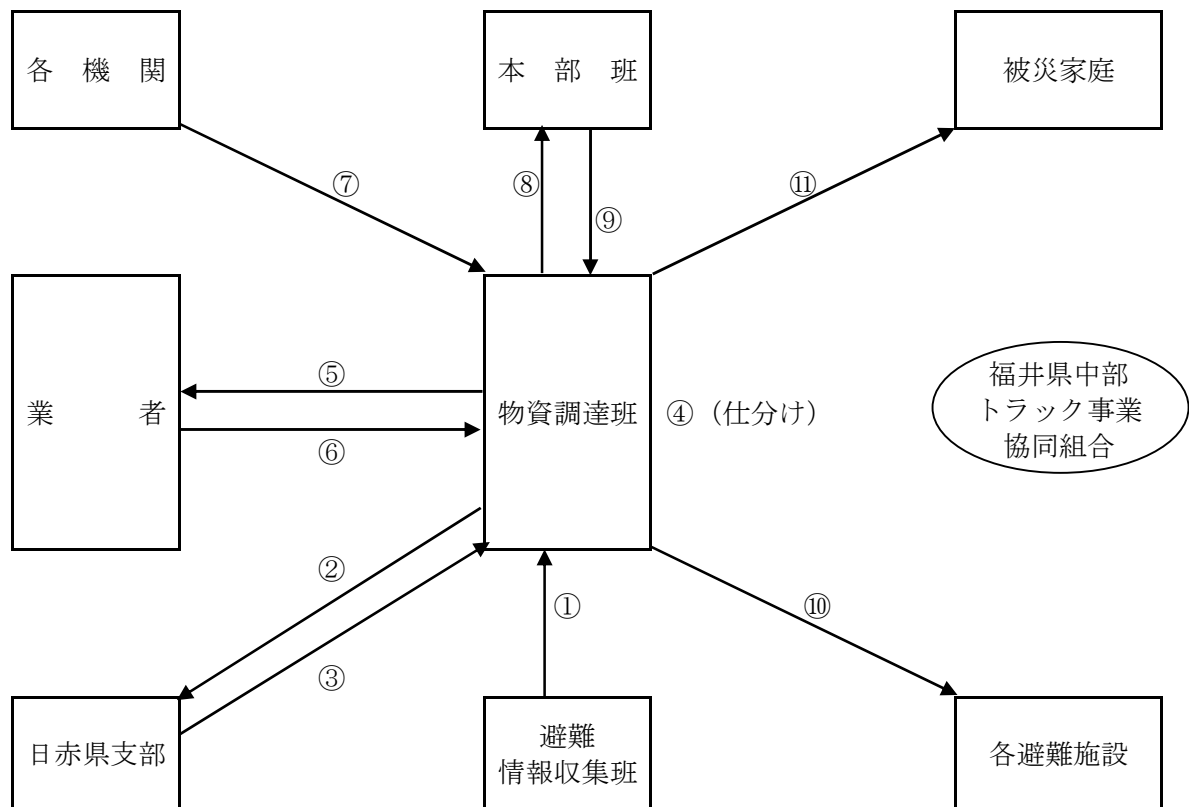 各機関
本部班
被災家庭
⑦
⑧
⑨
⑪
業者
⑤
⑥
物資調達班
④（仕分け）
福井県中部
トラック事業
協同組合
②
③
①
⑩
日赤県支部
避難
情報収集班
各避難施設